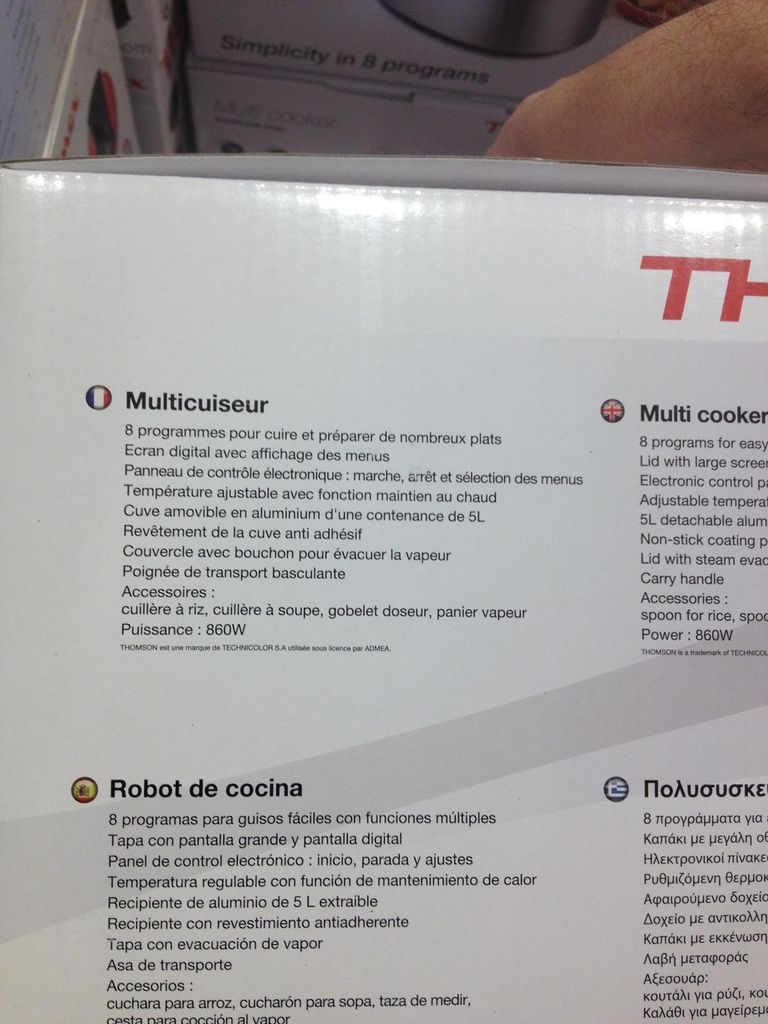 Simplicity in 8 programs
Multi cooker
TH
Multicuiseur
8 programmes pour cuire et préparer de nombreux plats
Ecran digital avec affichage des menus
Panneau de contrôle électronique : marche, arrêt et sélection des menus
Température ajustable avec fonction maintien au chaud
Cuve amovible en aluminium d'une contenance de 5L
Revêtement de la cuve anti adhésif
Couvercle avec bouchon pour évacuer la vapeur
Poignée de transport basculante
Accessoires :
cuillère à riz, cuillère à soupe, gobelet doseur, panier vapeur
Puissance : 860W
THOMSON est une marque de TECHNICOLOR S.A utilisée sous licence par ADMEA.
Multi cooker
8 programs for easy
Lid with large scree
Electronic control pa
Adjustable temperat
5L detachable alum
Non-stick coating p
Lid with steam evac
Carry handle
Accessories :
spoon for rice, spoo
Power : 860W
THOMSON is a trademark of TECHNICOL
Robot de cocina
8 programas para guisos fáciles con funciones múltiples
Tapa con pantalla grande y pantalla digital
Panel de control electrónico : inicio, parada y ajustes
Temperatura regulable con función de mantenimiento de calor
Recipiente de aluminio de 5 L extraíble
Recipiente con revestimiento antiadherente
Tapa con evacuación de vapor
Asa de transporte
Accesorios :
cuchara para arroz, cucharón para sopa, taza de medir,
cesta para cocción al vapor
Πολυσυσκε
8 προγράμματα για
Καπάκι με μεγάλη οθ
Ηλεκτρονικοί πίνακε
Ρυθμιζόμενη θερμοκ
Αφαιρούμενο δοχείο
Δοχείο με αντικολλη
Καπάκι με εκκένωση
Λαβή μεταφοράς
Αξεσουάρ:
κουτάλι για ρύζι, κου
Καλάθι για μαγείρεμ